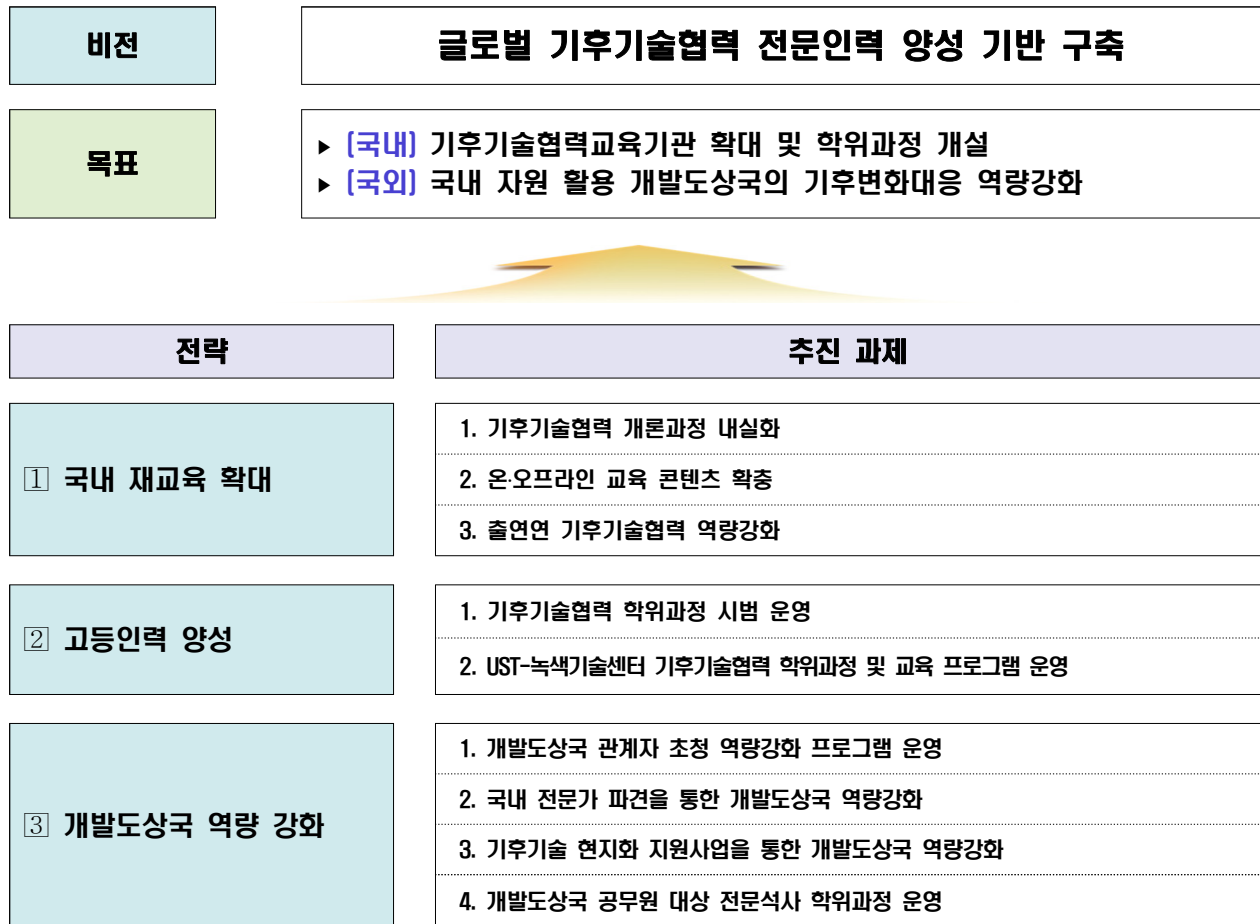 비전
글로벌 기후기술협력 전문인력 양성 기반 구축
목표
▶ [국내] 기후기술협력교육기관 확대 및 학위과정 개설
▶ [국외] 국내 자원 활용 개발도상국의 기후변화대응 역량강화
전략
추진 과제
1 국내 재교육 확대
1. 기후기술협력 개론과정 내실화
2. 온·오프라인 교육 콘텐츠 확충
3. 출연연 기후기술협력 역량강화
2 고등인력 양성
1. 기후기술협력 학위과정 시범 운영
2. UST-녹색기술센터 기후기술협력 학위과정 및 교육 프로그램 운영
3 개발도상국 역량 강화
1. 개발도상국 관계자 초청 역량강화 프로그램 운영
2. 국내 전문가 파견을 통한 개발도상국 역량강화
3. 기후기술 현지화 지원사업을 통한 개발도상국 역량강화
4. 개발도상국 공무원 대상 전문석사 학위과정 운영